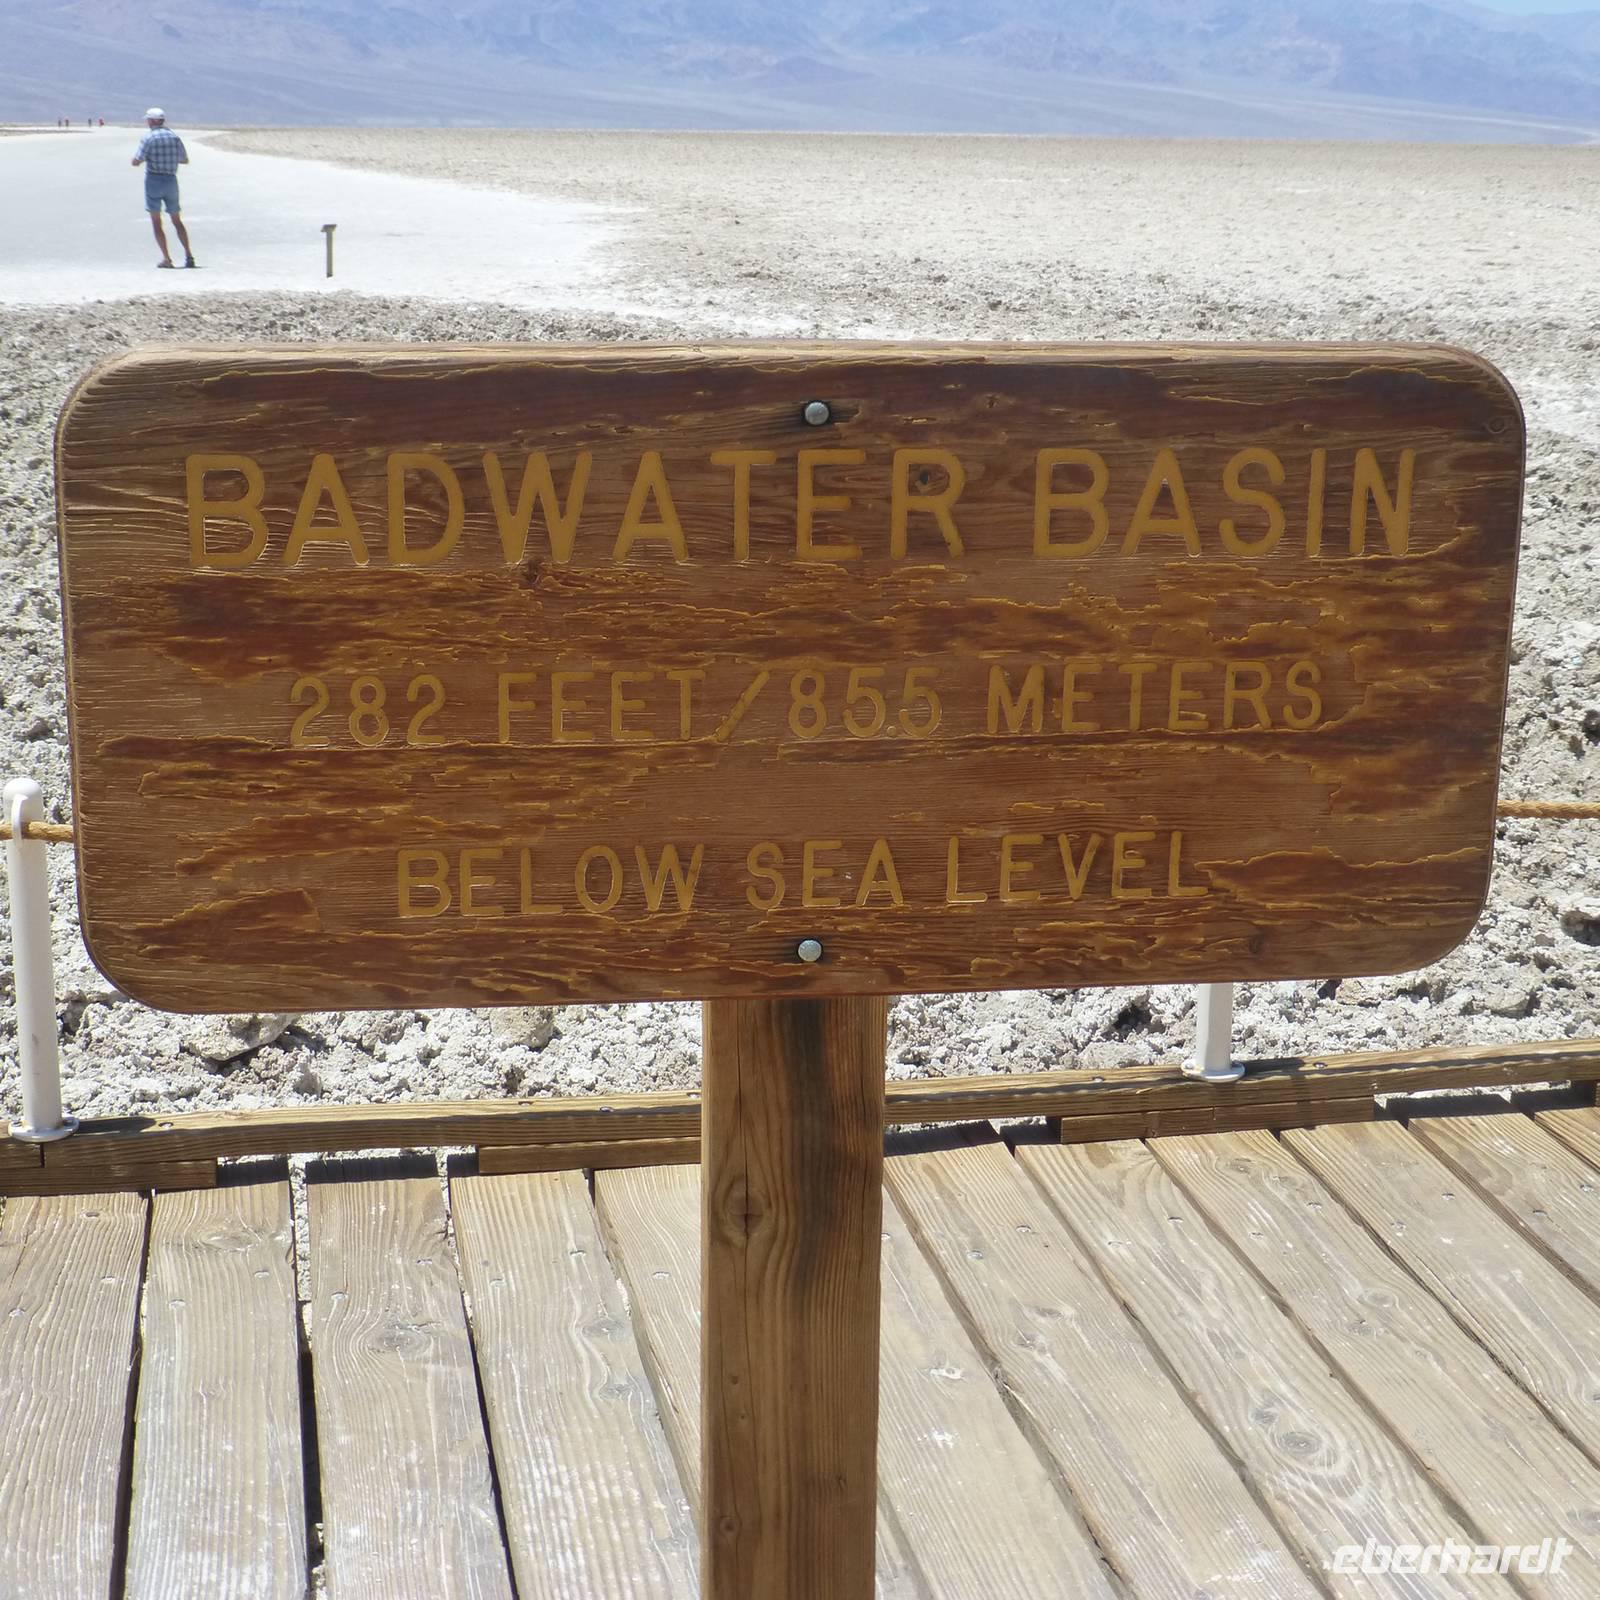 BADWATER BASIN
282 FEET/85.5 METERS
BELOW SEA LEVEL
eberhardt